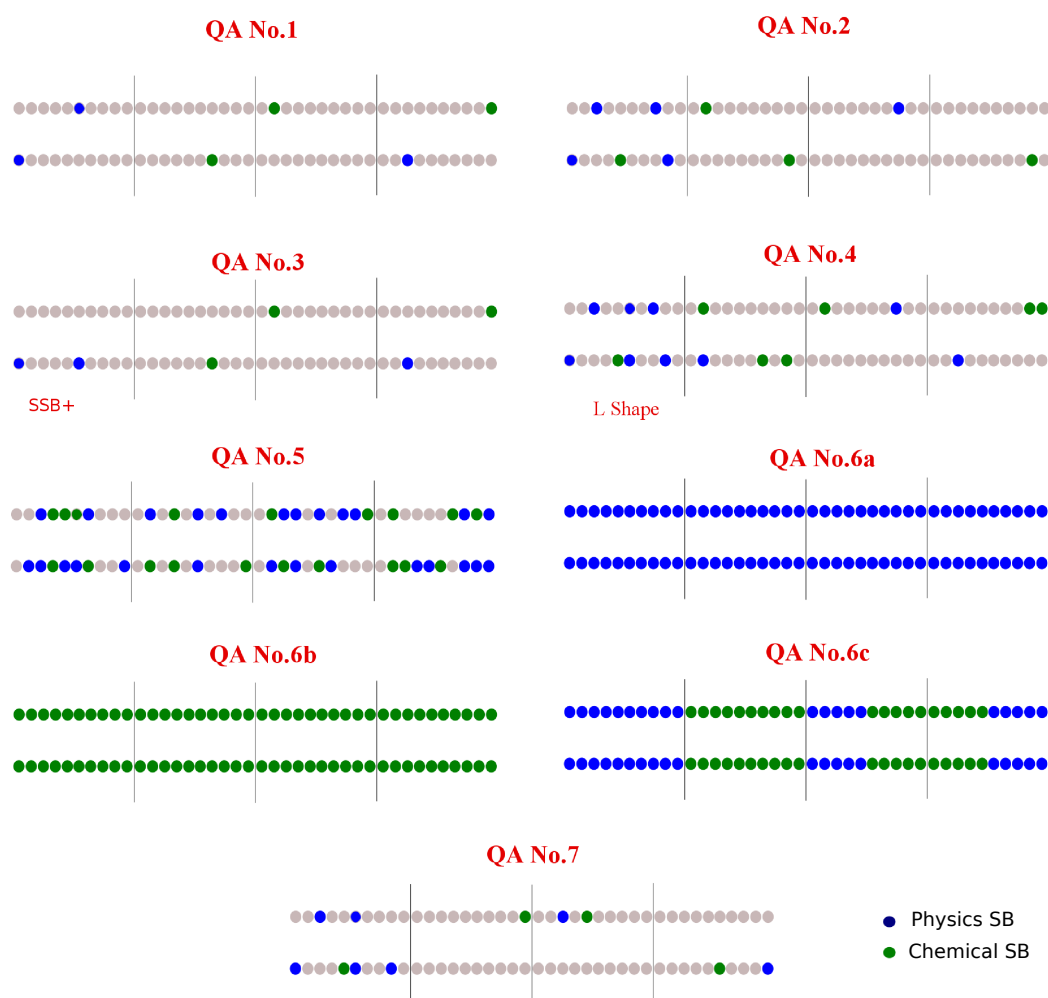 QA No.1
QA No.2
QA No.3
QA No.4
SSB+
L Shape
QA No.5
QA No.6a
QA No.6b
QA No.6c
QA No.7
Physics SB
Chemical SB